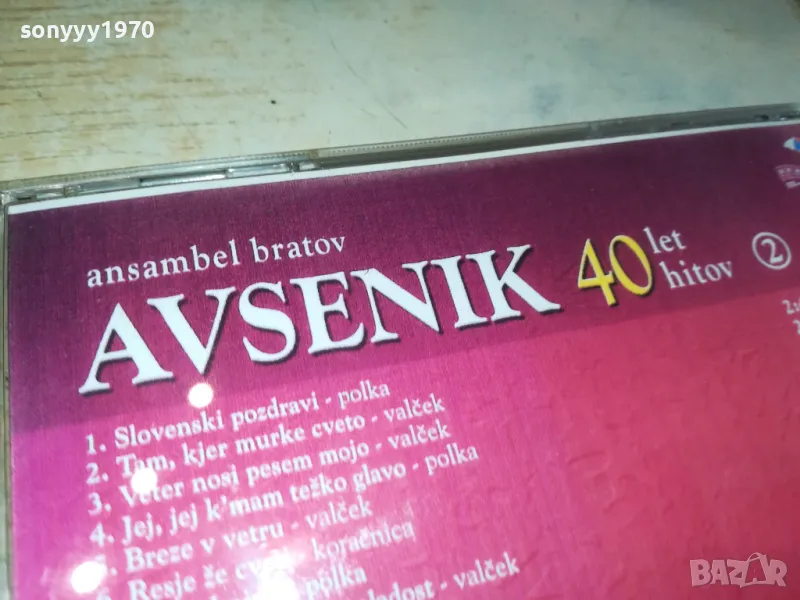 sonyyy1970
ansambel bratov
AVSENIK 40 let hitov 2
1. Slovenski pozdravi - polka
2. Tam, kjer murke cveto - valček
3. Veter nosi pesem mojo - valček
4. Jej, jej k'mam težko glavo - polka
5. Breze v vetru - valček
6. Resje že - koračnica
polka
- valček
BAZAR